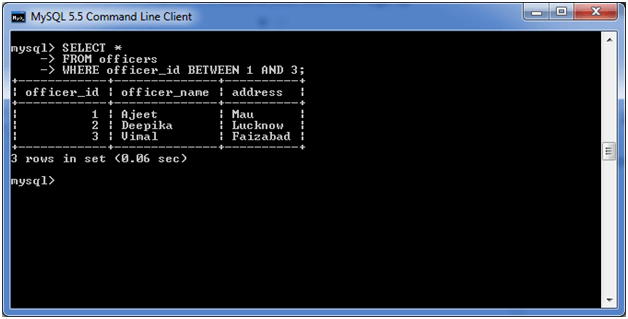 MySQL 5.5 Command Line Client
mysql> SELECT *
    -> FROM officers
    -> WHERE officer_id BETWEEN 1 AND 3;
+------------+--------------+----------+
| officer_id | officer_name | address  |
+------------+--------------+----------+
|          1 | Ajeet        | Mau      |
|          2 | Deepika      | Lucknow  |
|          3 | Vimal        | Faizabad |
+------------+--------------+----------+
3 rows in set (0.06 sec)
mysql>